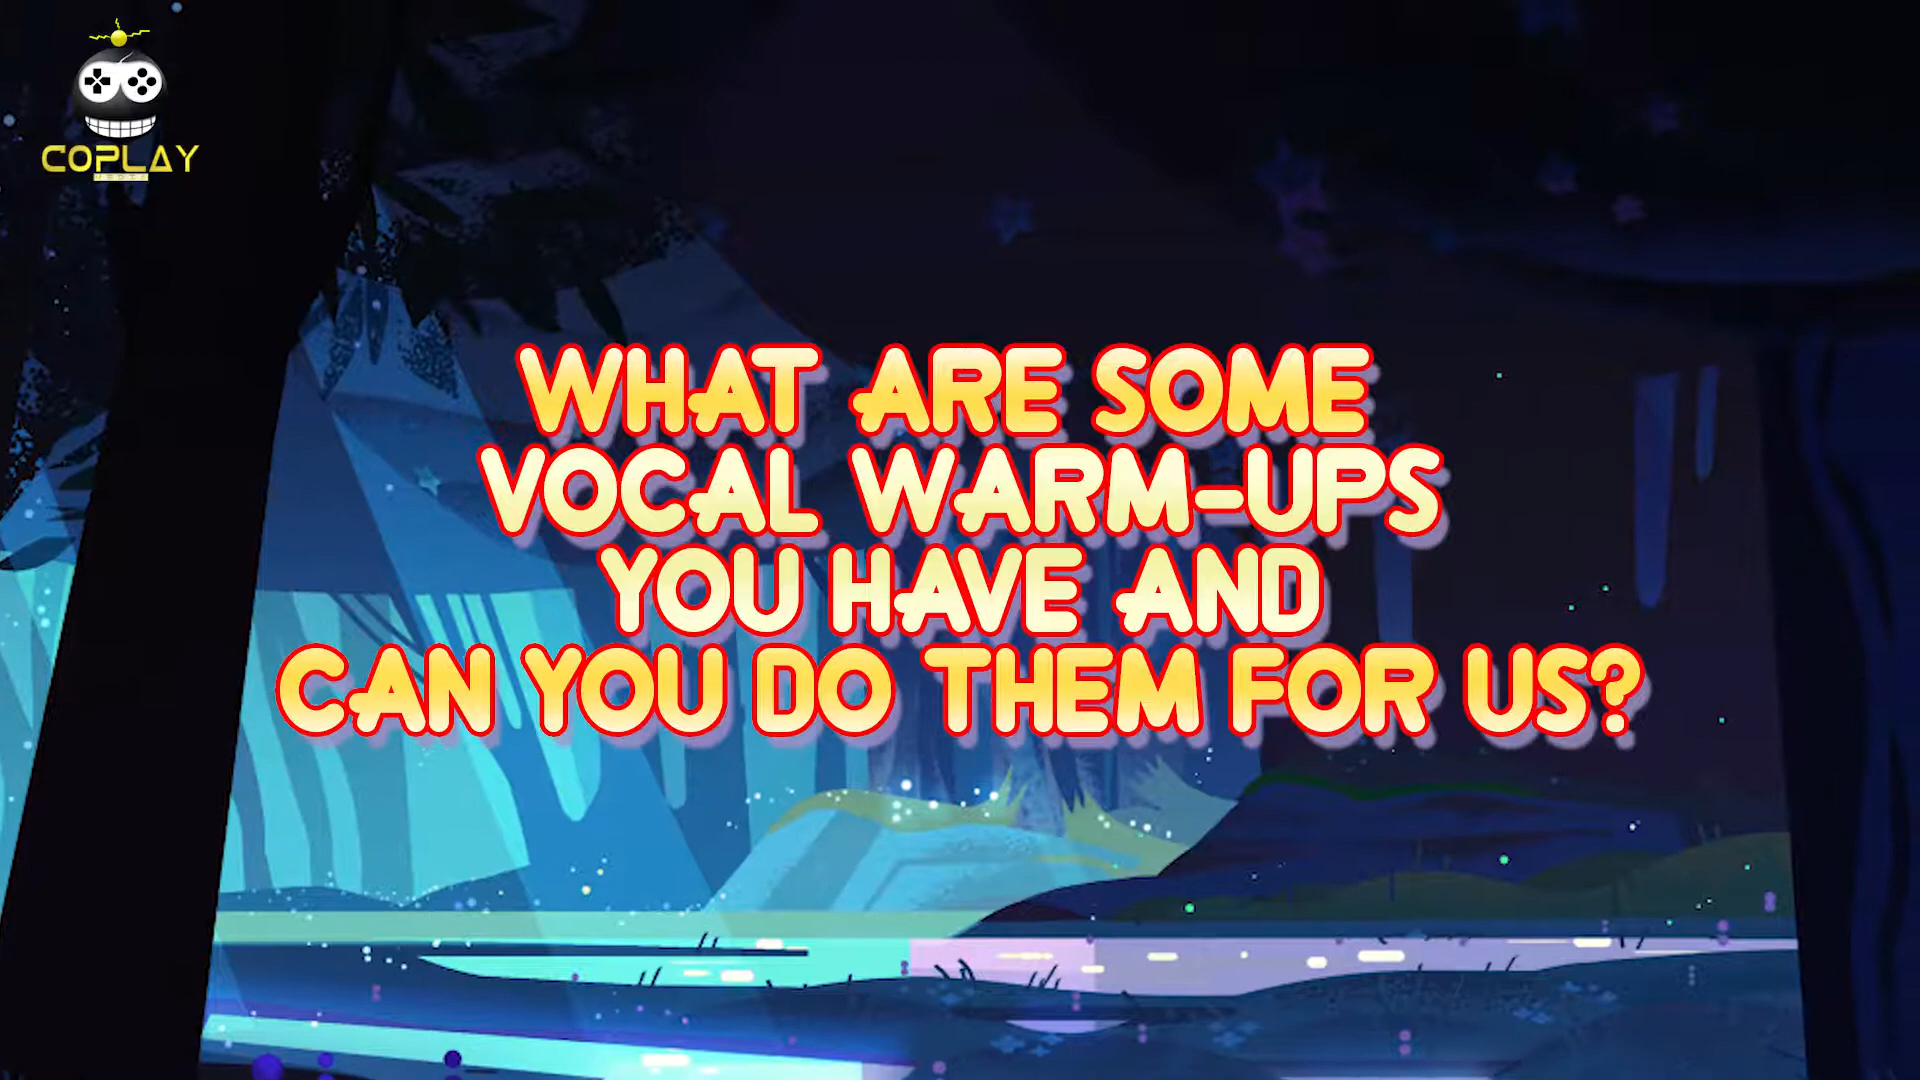 COPLAY
WHAT ARE SOME
VOCAL WARM-UPS
YOU HAVE AND
CAN YOU DO THEM FOR US?